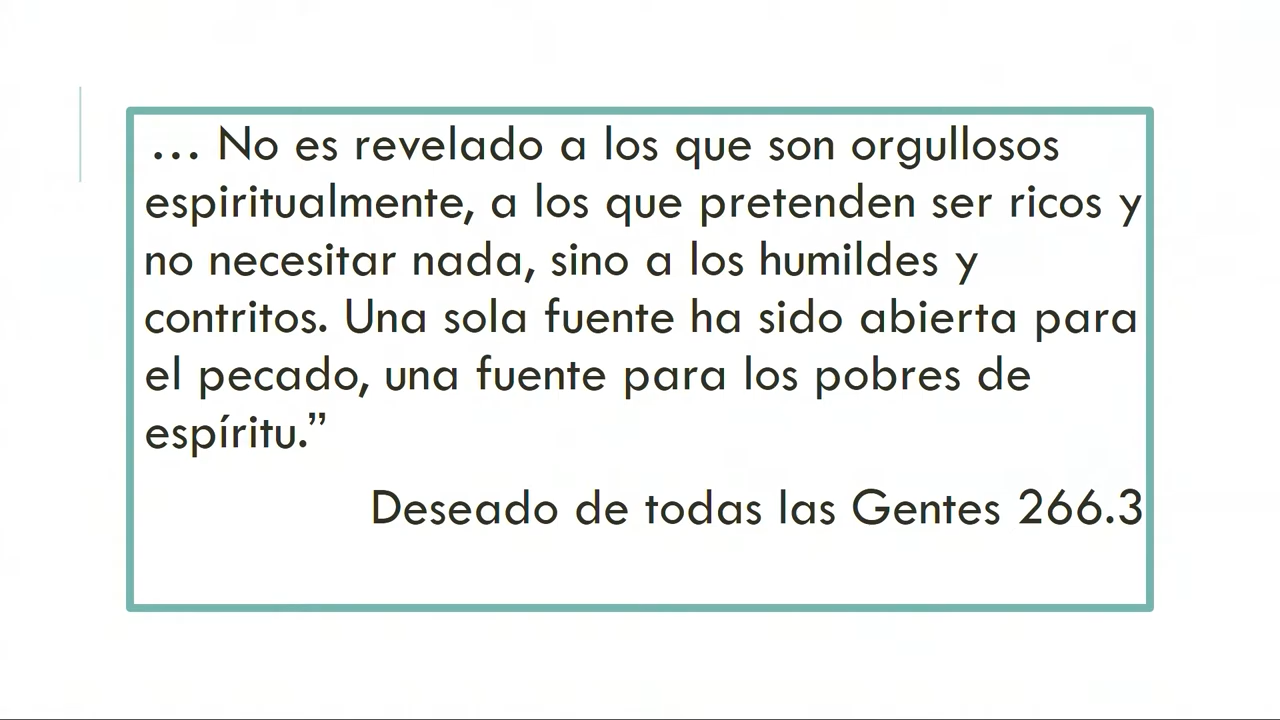 … No es revelado a los que son orgullosos
espiritualmente, a los que pretenden ser ricos y
no necesitar nada, sino a los humildes y
contritos. Una sola fuente ha sido abierta para
el pecado, una fuente para los pobres de
espíritu.”
Deseado de todas las Gentes 266.3